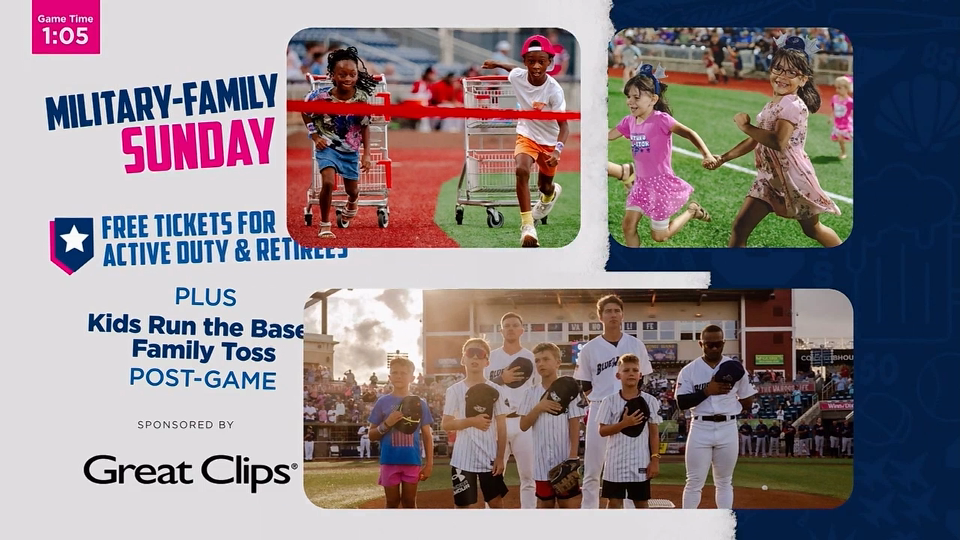 Game Time
1:05
MILITARY-FAMILY
SUNDAY
FREE TICKETS FOR
ACTIVE DUTY & RETIREES
PLUS
Kids Run the Base
Family Toss
POST-GAME
SPONSORED BY
Great Clips®